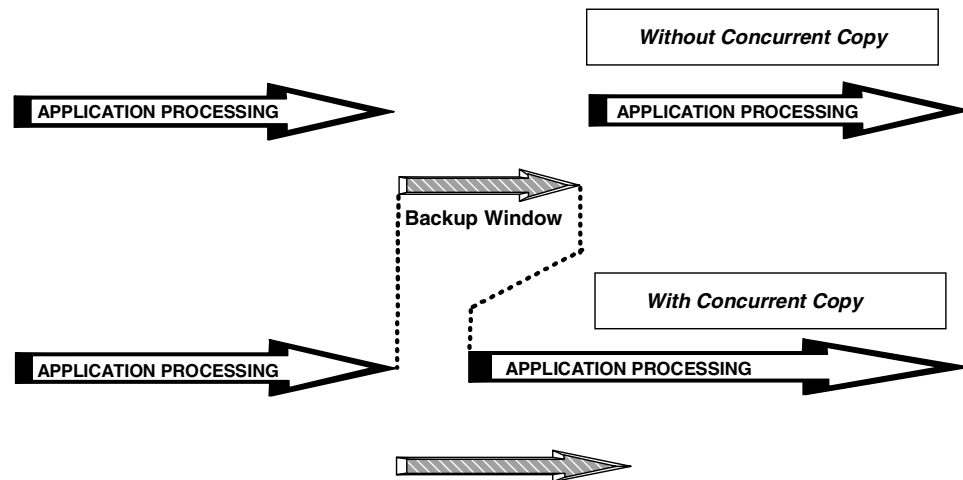 Without Concurrent Copy
APPLICATION PROCESSING
APPLICATION PROCESSING
Backup Window
With Concurrent Copy
APPLICATION PROCESSING
APPLICATION PROCESSING